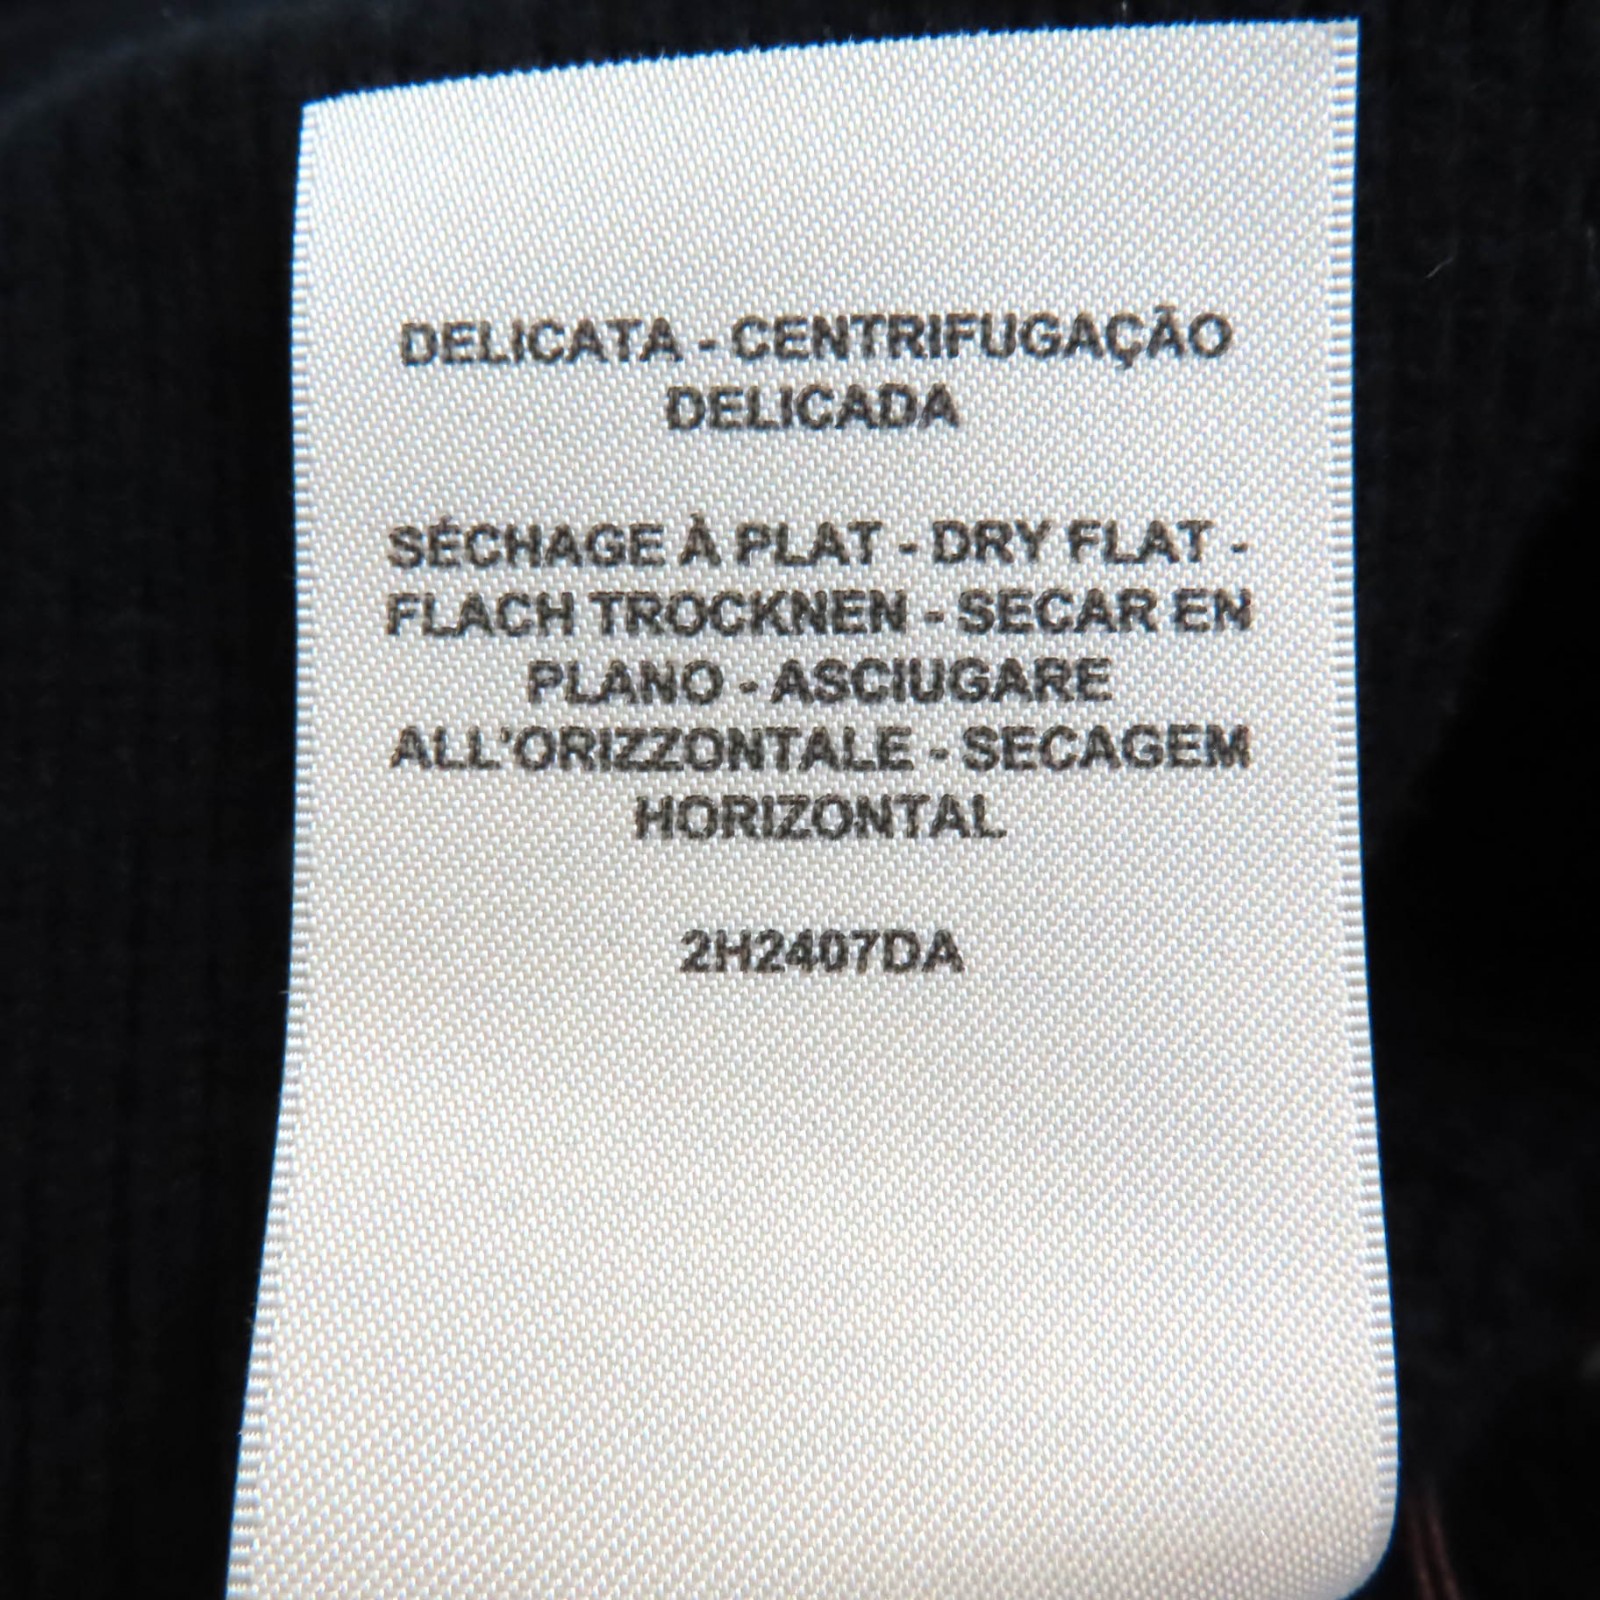 DELICATA - CENTRIFUGAÇÃO
DELICADA
SÉCHAGE À PLAT - DRY FLAT -
FLACH TROCKNEN - SECAR EN
PLANO - ASCIUGARE
ALL'ORIZZONTALE - SECAGEM
HORIZONTAL
2H2407DA